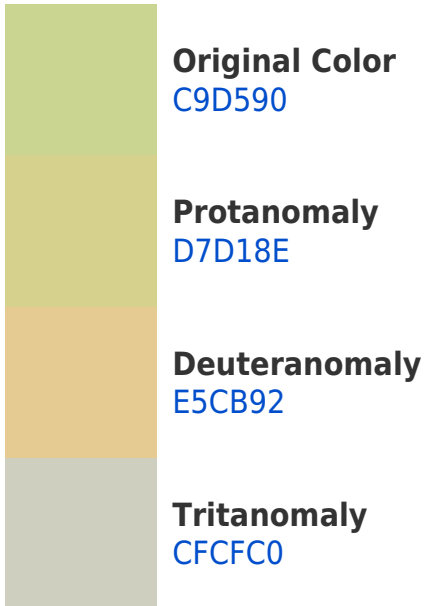 Original Color
C9D590
Protanomaly
D7D18E
Deuteranomaly
E5CB92
Tritanomaly
CFCFC0